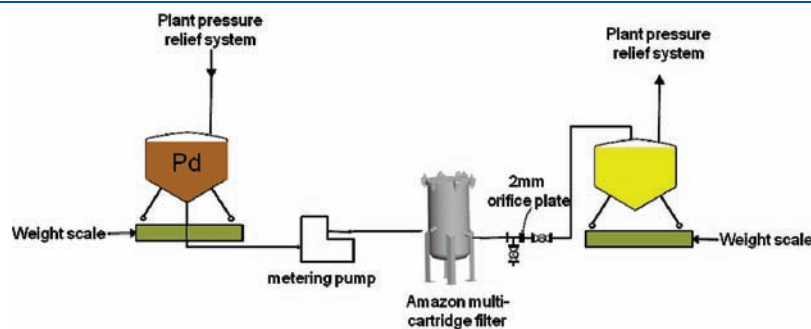 Plant pressure
relief system
Plant pressure
relief system
Pd
2mm
orifice plate
Weight scale
Weight scale
metering pump
Amazon multi-
cartridge filter